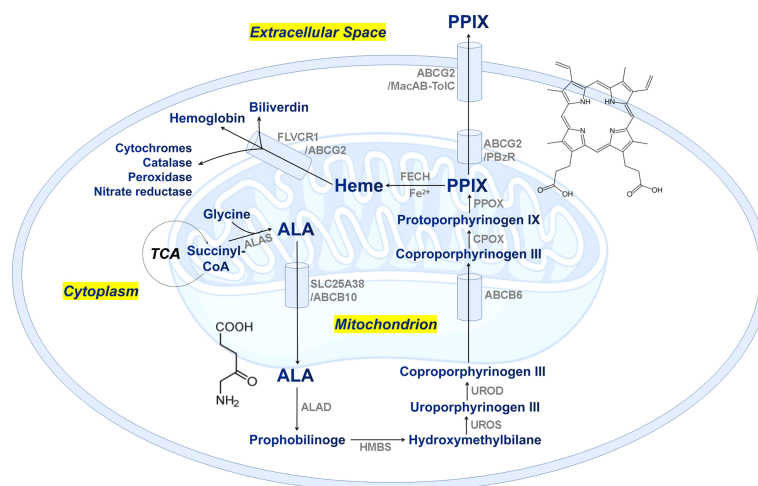 PPIX
Extracellular Space
ABCG2
/MacAB-TolC
Biliverdin
Hemoglobin
FLVCR1
/ABCG2
Cytochromes
Catalase
Peroxidase
Nitrate reductase
ABCG2
/PBzR
Heme
FECH
Fe²⁺
PPIX
NH
HN
N
N
O
OH
O
OH
PPOX
Protoporphyrinogen IX
CPOX
Coproporphyrinogen III
Glycine
ALAS
ALA
TCA
Succinyl-
CoA
SLC25A38
/ABCB10
ABCB6
Cytoplasm
Mitochondrion
COOH
O
NH₂
ALA
Coproporphyrinogen III
UROD
Uroporphyrinogen III
UROS
ALAD
Prophobilinoge
HMBS
Hydroxymethylbilane